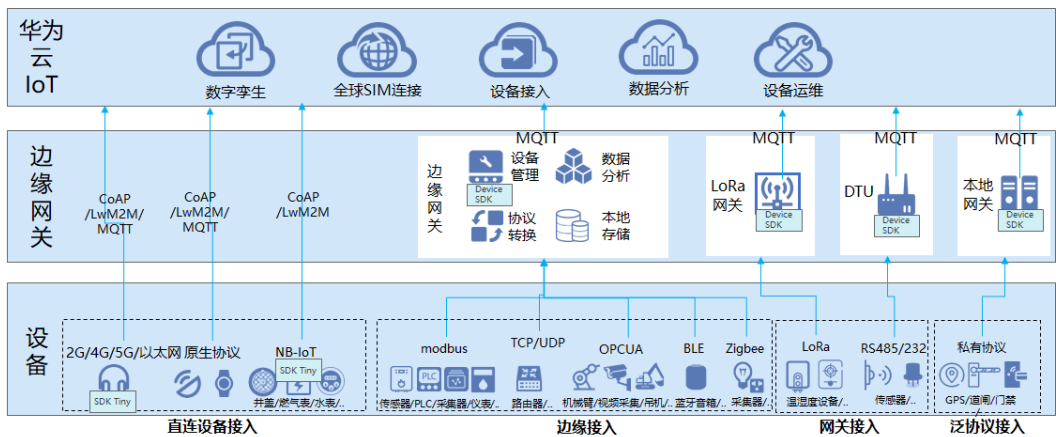 华为
云
IoT
数字孪生
全球SIM连接
设备接入
数据分析
设备运维
边
缘
网
关
CoAP
/LwM2M/
MQTT
CoAP
/LwM2M/
MQTT
CoAP
/LwM2M
MQTT
边
缘
网
关
设备
管理
Device
SDK
数据
分析
协议
转换
本地
存储
MQTT
LoRa
网关
Device
SDK
MQTT
DTU
Device
SDK
MQTT
本地
网关
Device
SDK
设
备
2G/4G/5G/以太网
SDK Tiny
原生协议
NB-IoT
SDK Tiny
井盖/燃气表/水表/..
modbus
TCP/UDP
OPCUA
BLE
Zigbee
PLC
传感器/PLC/采集器/仪表/..
路由器/..
机械臂/视频采集/吊机/..
蓝牙音箱/..
采集器/..
LoRa
RS485/232
温湿度设备/..
传感器/..
私有协议
GPS/道闸/门禁
直连设备接入
边缘接入
网关接入
泛协议接入